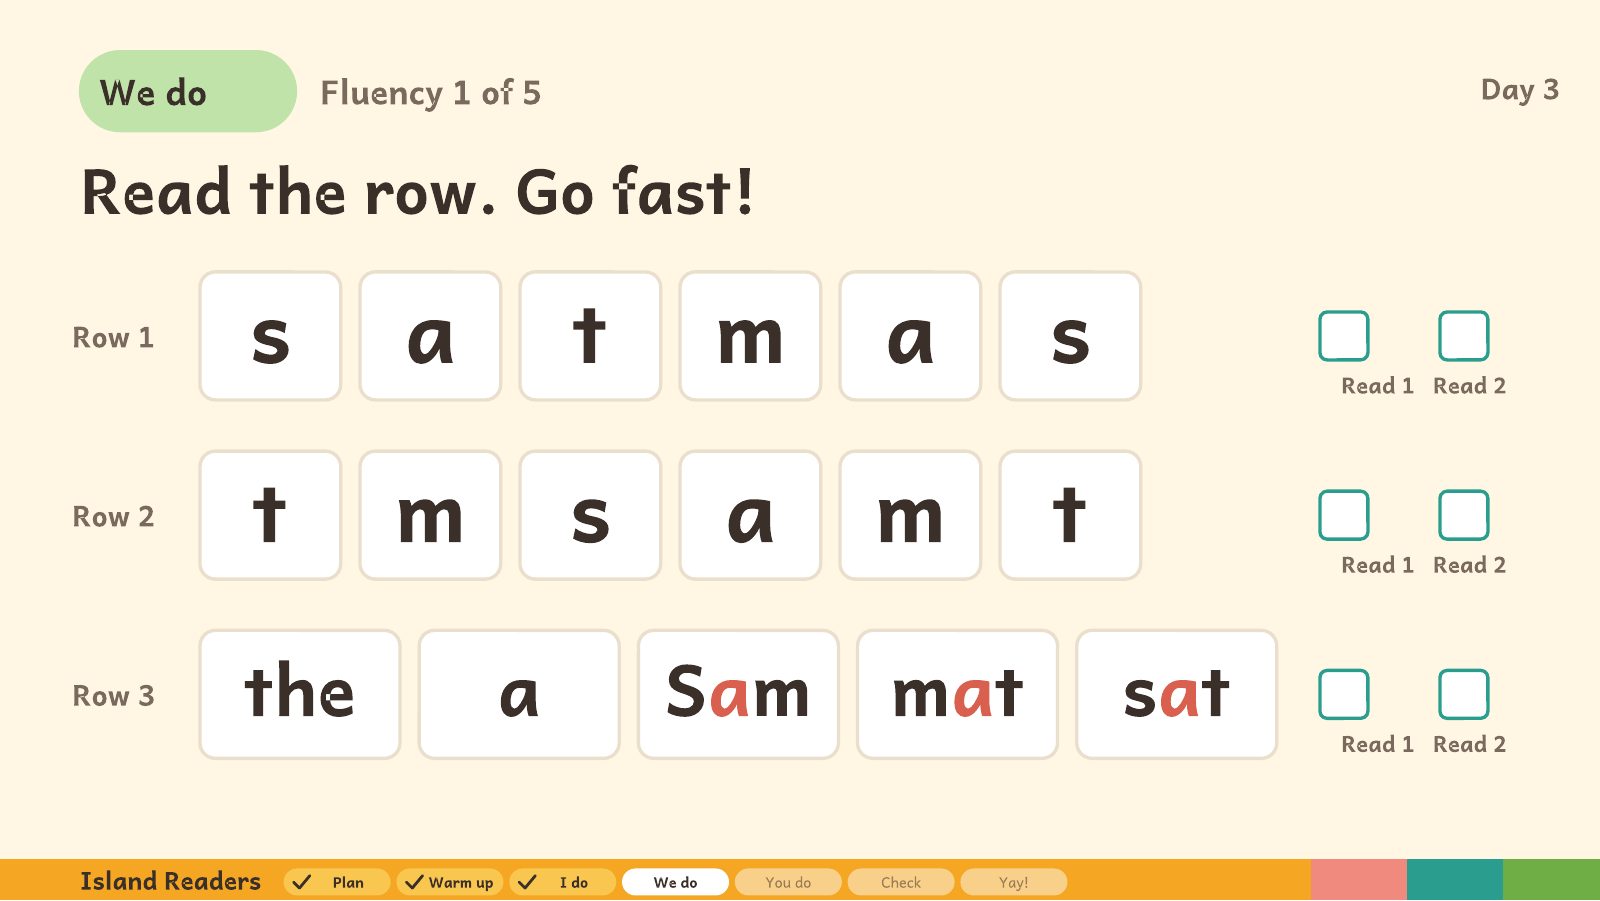 We do
Fluency 1 of 5
Day 3
Read the row. Go fast!
Row 1 s a t m a s
Read 1 Read 2
Row 2 t m s a m t
Read 1 Read 2
Row 3 the a Sam mat sat
Read 1 Read 2
Island Readers Plan Warm up I do We do You do Check Yay!